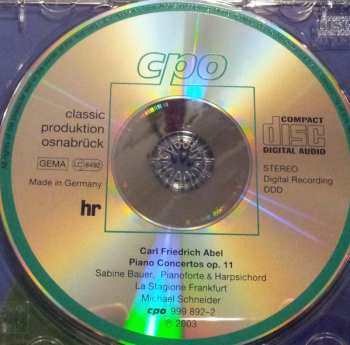 cpo
classic
produktion
osnabrück
GEMA LC 8492
Made in Germany
hr
COMPACT
disc
DIGITAL AUDIO
STEREO
Digital Recording
DDD
Carl Friedrich Abel
Piano Concertos op. 11
Sabine Bauer, Pianoforte & Harpsichord
La Stagione Frankfurt
Michael Schneider
cpo 999 892–2
℗ 2003